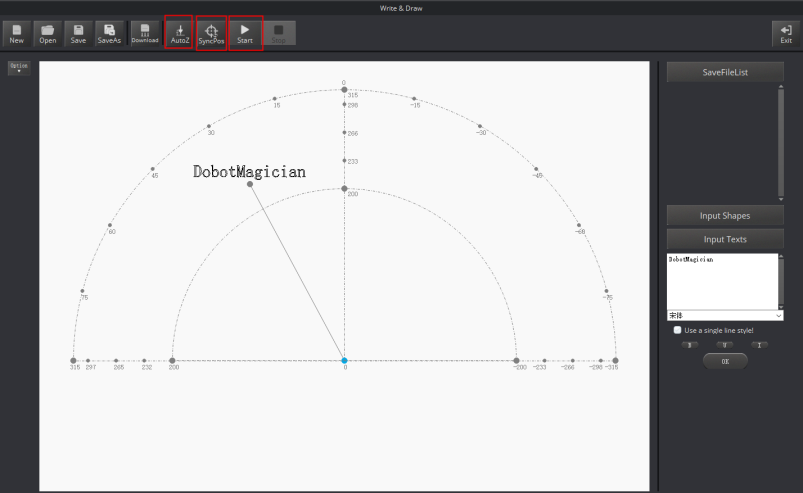 Write & Draw
New Open Save SaveAs Download AutoZ SyncPos Start Stop Exit
Option
SaveFileList
0
315
15 298 -15
30 266 -30
DobotMagician
45 233 -49
200
60 -68
75 -75
315 297 265 232 200 0 -200 -233 -266 -298 -315
Input Shapes
Input Texts
DobotMagician
宋体
Use a single line style!
B U I
OK